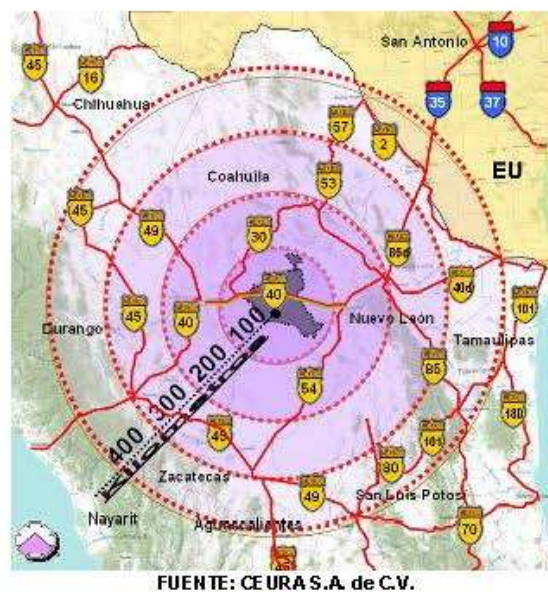 San Antonio
10
45
16
Chihuahua
35
37
57
2
EU
Coahuila
53
45
49
30
85d
40d
40
101
Durango
45
40
Nuevo León
Tamaulipas
100
200
300
400
85
54
180
49
101
Zacatecas
80
49
San Luis Potosí
Nayarit
Aguascalientes
70
FUENTE: CEURA S.A. de C.V.